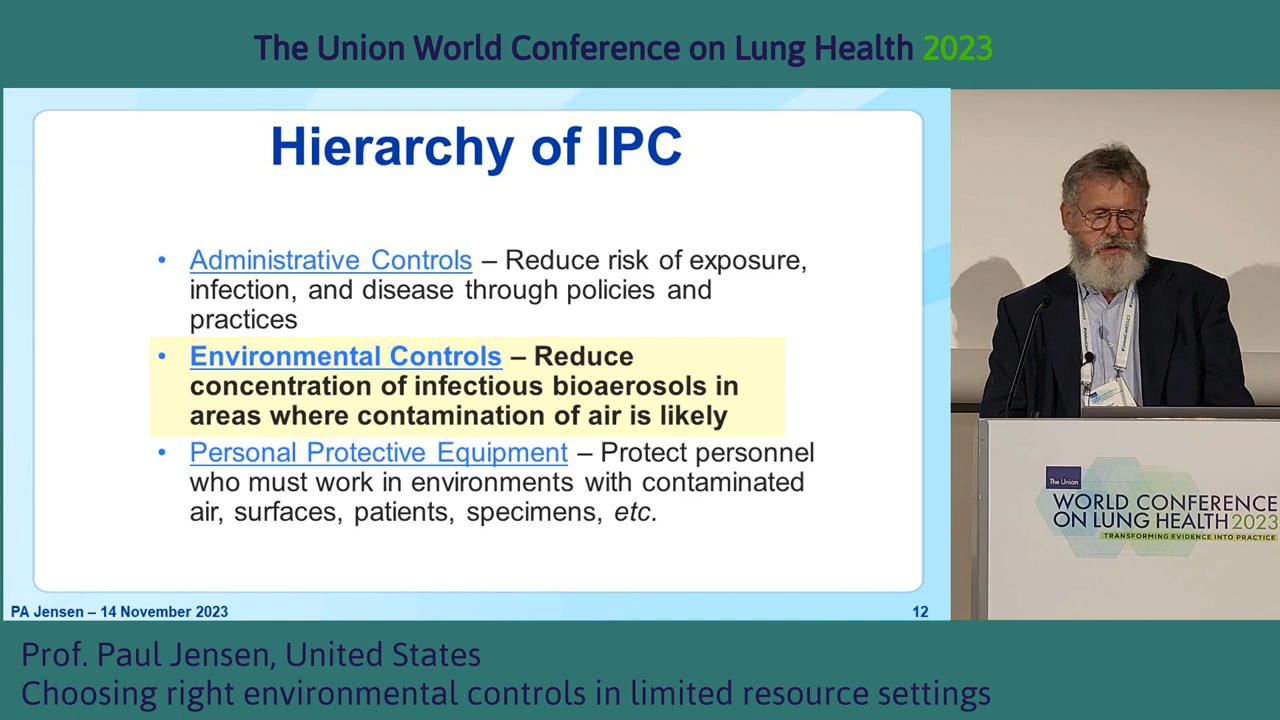 The Union World Conference on Lung Health 2023
Hierarchy of IPC
• Administrative Controls – Reduce risk of exposure,
infection, and disease through policies and
practices
• Environmental Controls – Reduce
concentration of infectious bioaerosols in
areas where contamination of air is likely
• Personal Protective Equipment – Protect personnel
who must work in environments with contaminated
air, surfaces, patients, specimens, etc.
PA Jensen – 14 November 2023
12
The Union
WORLD CONFERENCE
ON LUNG HEALTH 2023
TRANSFORMING EVIDENCE INTO PRACTICE
Prof. Paul Jensen, United States
Choosing right environmental controls in limited resource settings